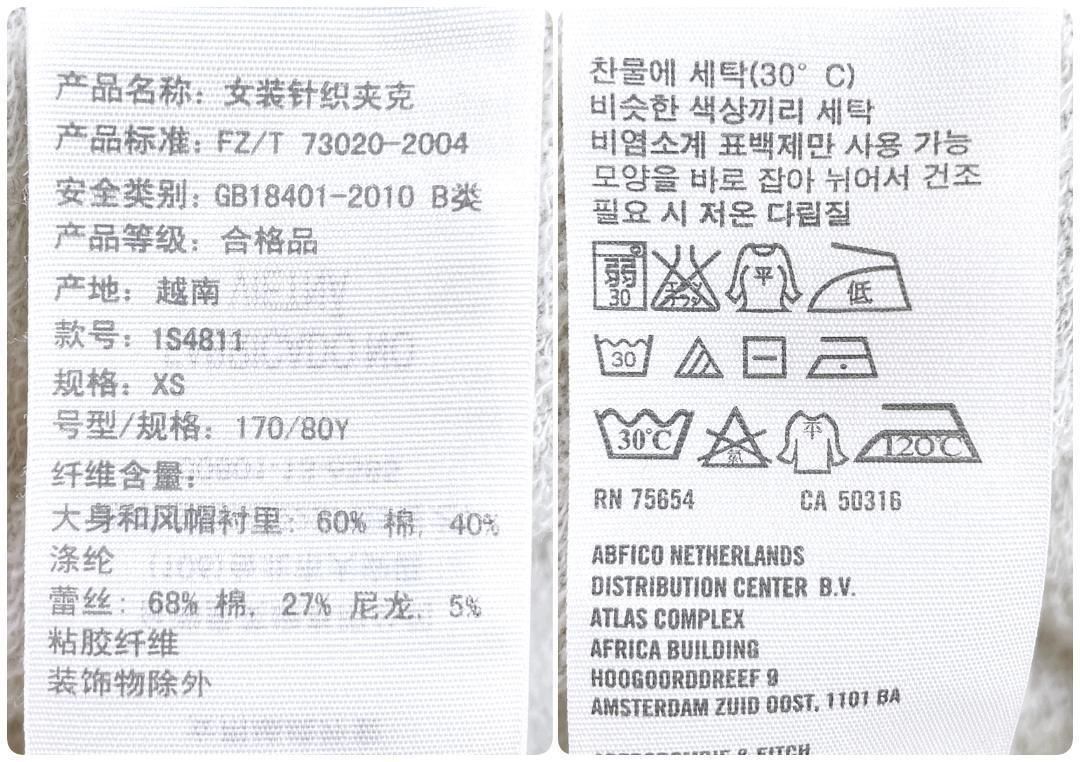 产品名称: 女装针织夹克
产品标准: FZ/T 73020-2004
安全类别: GB18401-2010 B类
产品等级: 合格品
产地: 越南
款号: 1S4811
规格: XS
号型/规格: 170/80Y
纤维含量:
大身和风帽衬里: 60% 棉, 40%
涤纶
蕾丝: 68% 棉, 27% 尼龙, 5%
粘胶纤维
装饰物除外
찬물에 세탁(30° C)
비슷한 색상끼리 세탁
비염소계 표백제만 사용 가능
모양을 바로 잡아 뉘어서 건조
필요 시 저온 다림질
弱 30 平 低
30
30°C 氯 平 120°C
RN 75654 CA 50316
ABFICO NETHERLANDS
DISTRIBUTION CENTER B.V.
ATLAS COMPLEX
AFRICA BUILDING
HOOGOORDDREEF 9
AMSTERDAM ZUID OOST, 1101 BA
& FITCH